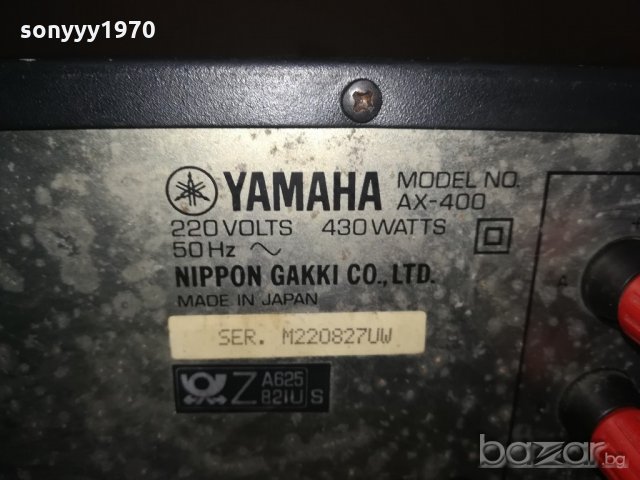 sonyyy1970
YAMAHA MODEL NO.
AX-400
220 VOLTS 430 WATTS
50 Hz
NIPPON GAKKI CO., LTD.
MADE IN JAPAN
SER. M220827UW
Z A625
821U S
A
bazar.bg